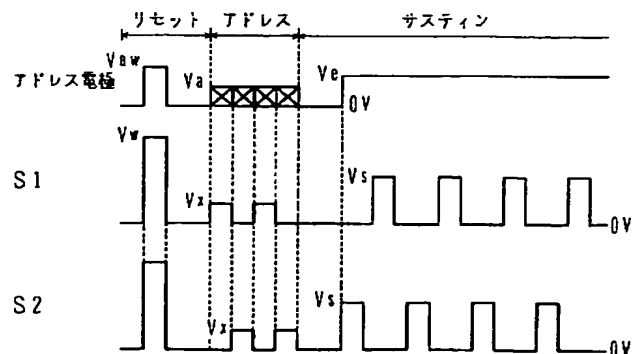 リセット アドレス サスティン
Vaw
アドレス電極 Va Ve
0V
Vw
S1 Vx Vs
0V
S2 Vx Vs
0V